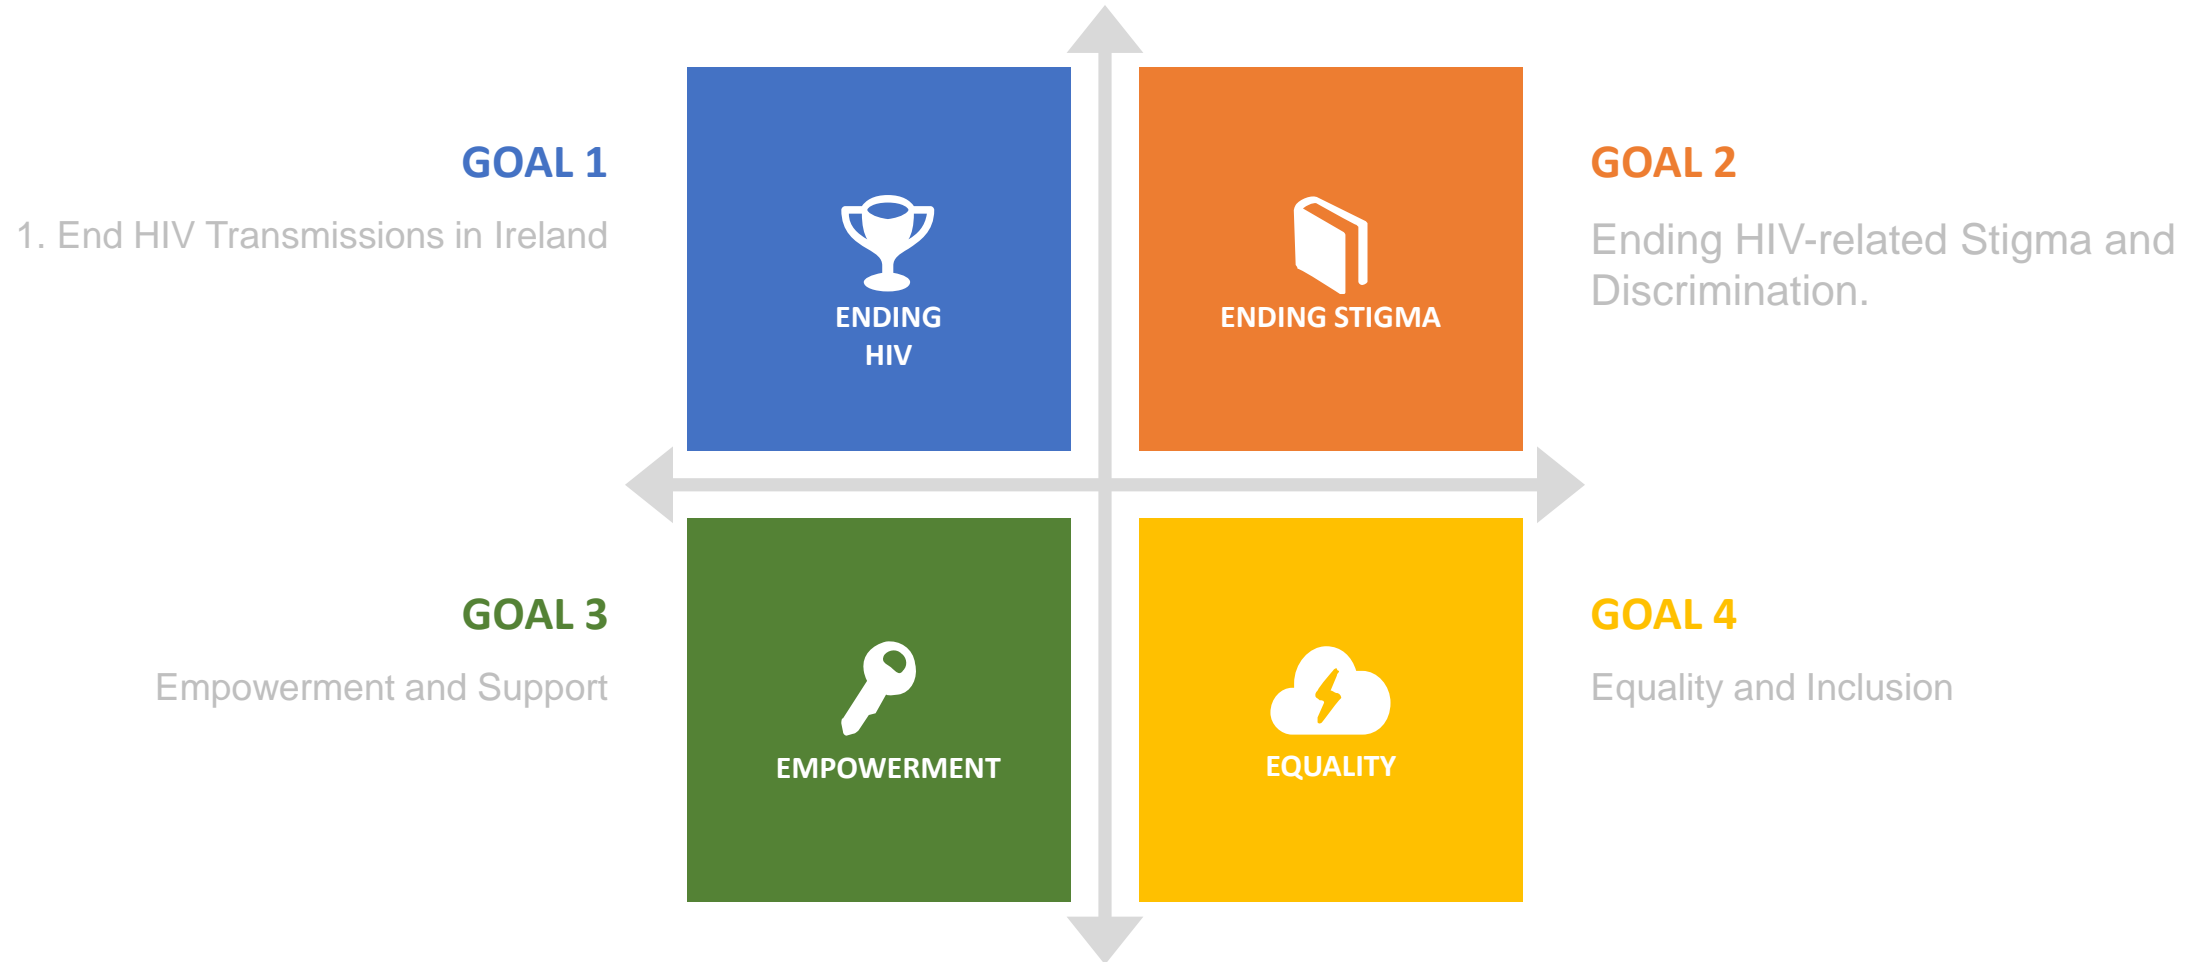 GOAL 1
1. End HIV Transmissions in Ireland
ENDING
HIV
ENDING STIGMA
GOAL 2
Ending HIV-related Stigma and
Discrimination.
GOAL 3
Empowerment and Support
EMPOWERMENT
EQUALITY
GOAL 4
Equality and Inclusion